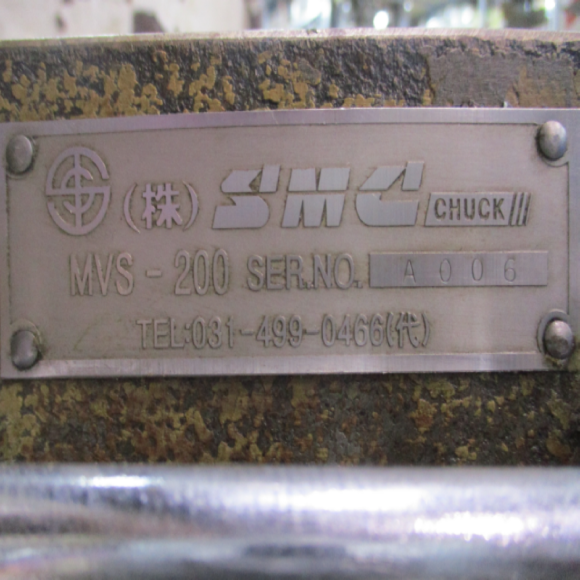 (株) SMC CHUCK
MVS - 200 SER.NO. A006
TEL:031-499-0466(代)